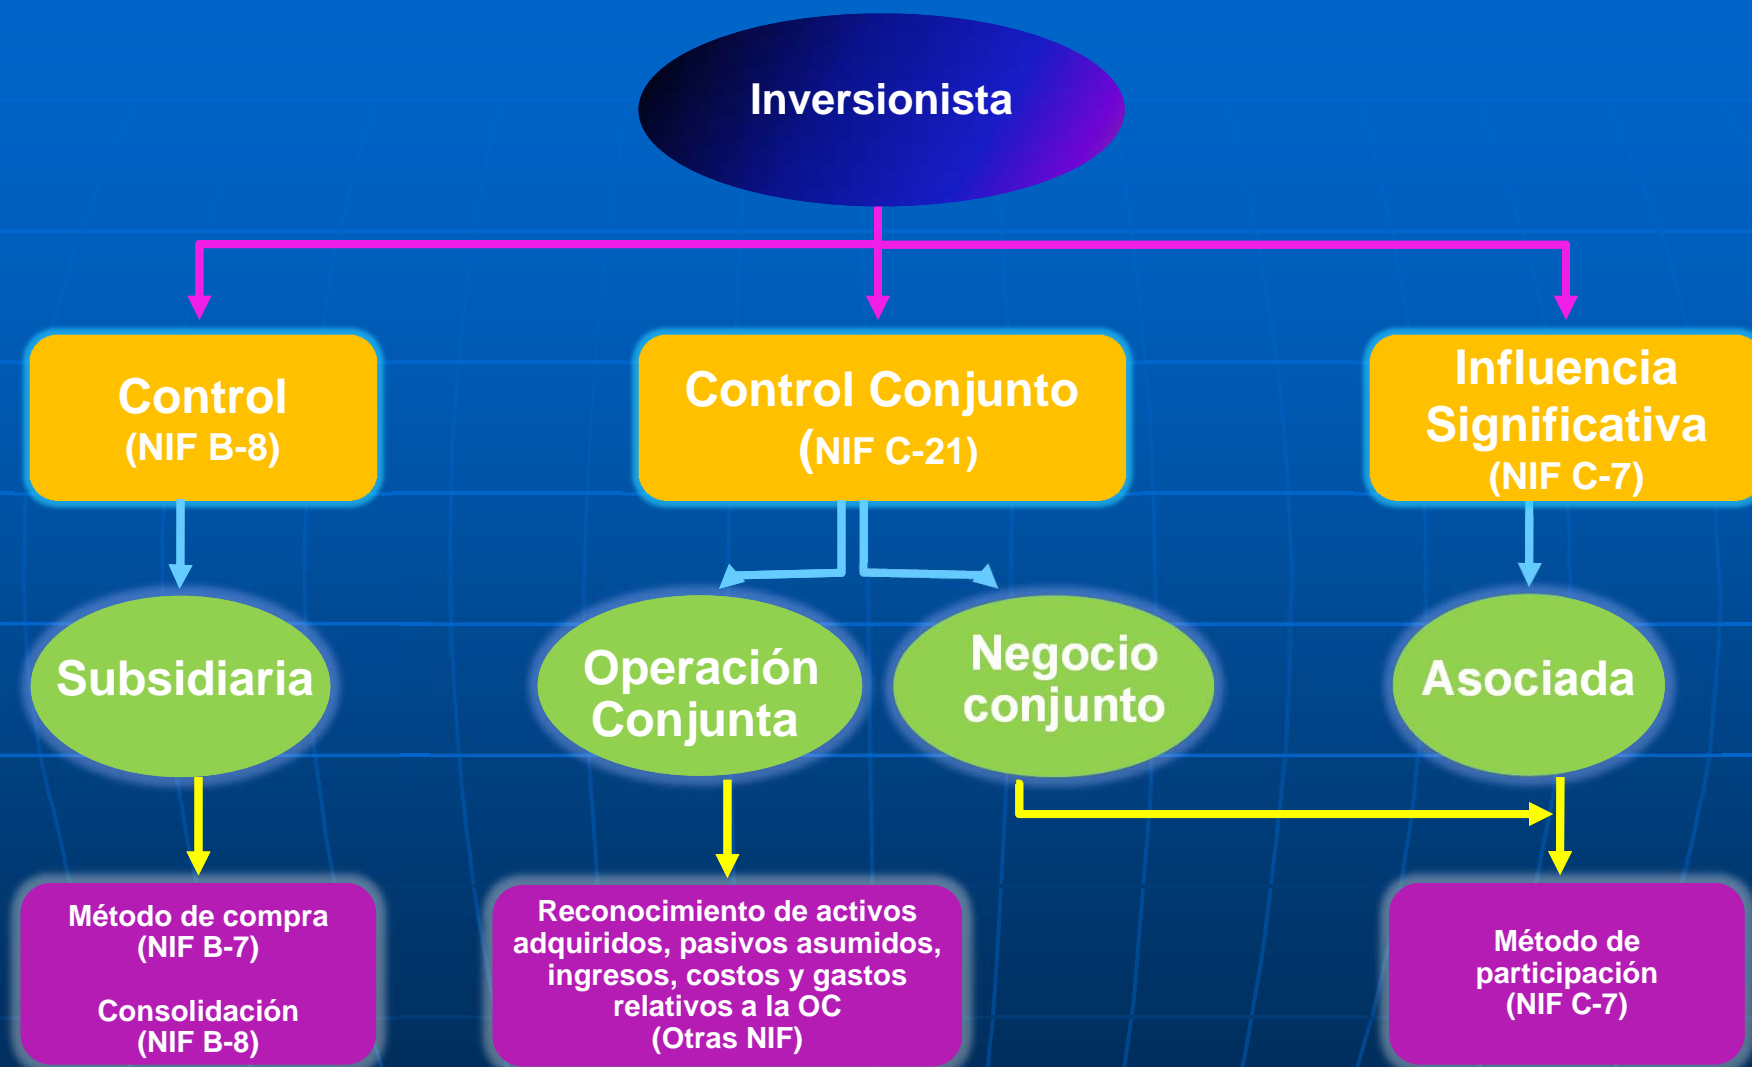 Inversionista
Control
(NIF B-8)
Control Conjunto
(NIF C-21)
Influencia
Significativa
(NIF C-7)
Subsidiaria
Operación
Conjunta
Negocio
conjunto
Asociada
Método de compra
(NIF B-7)
Consolidación
(NIF B-8)
Reconocimiento de activos
adquiridos, pasivos asumidos,
ingresos, costos y gastos
relativos a la OC
(Otras NIF)
Método de
participación
(NIF C-7)